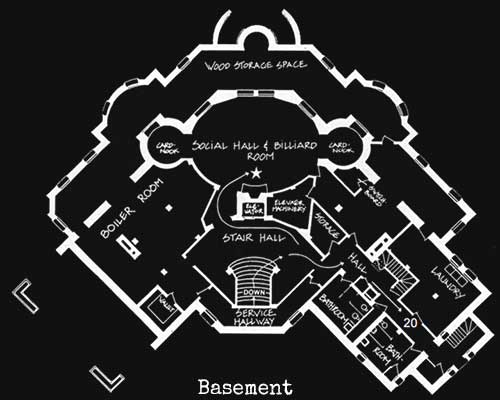 WOOD STORAGE SPACE
CARD-
NOOK
SOCIAL HALL & BILLIARD
ROOM
CARD-
NOOK
BOILER ROOM
ELE-
VATOR
ELEVATOR
MACHINERY
SWITCH
BOARD
STORAGE
STAIR HALL
HALL
LAUNDRY
VAULT
DOWN
SERVICE
HALLWAY
BATHROOM
20
BATH-
ROOM
Basement